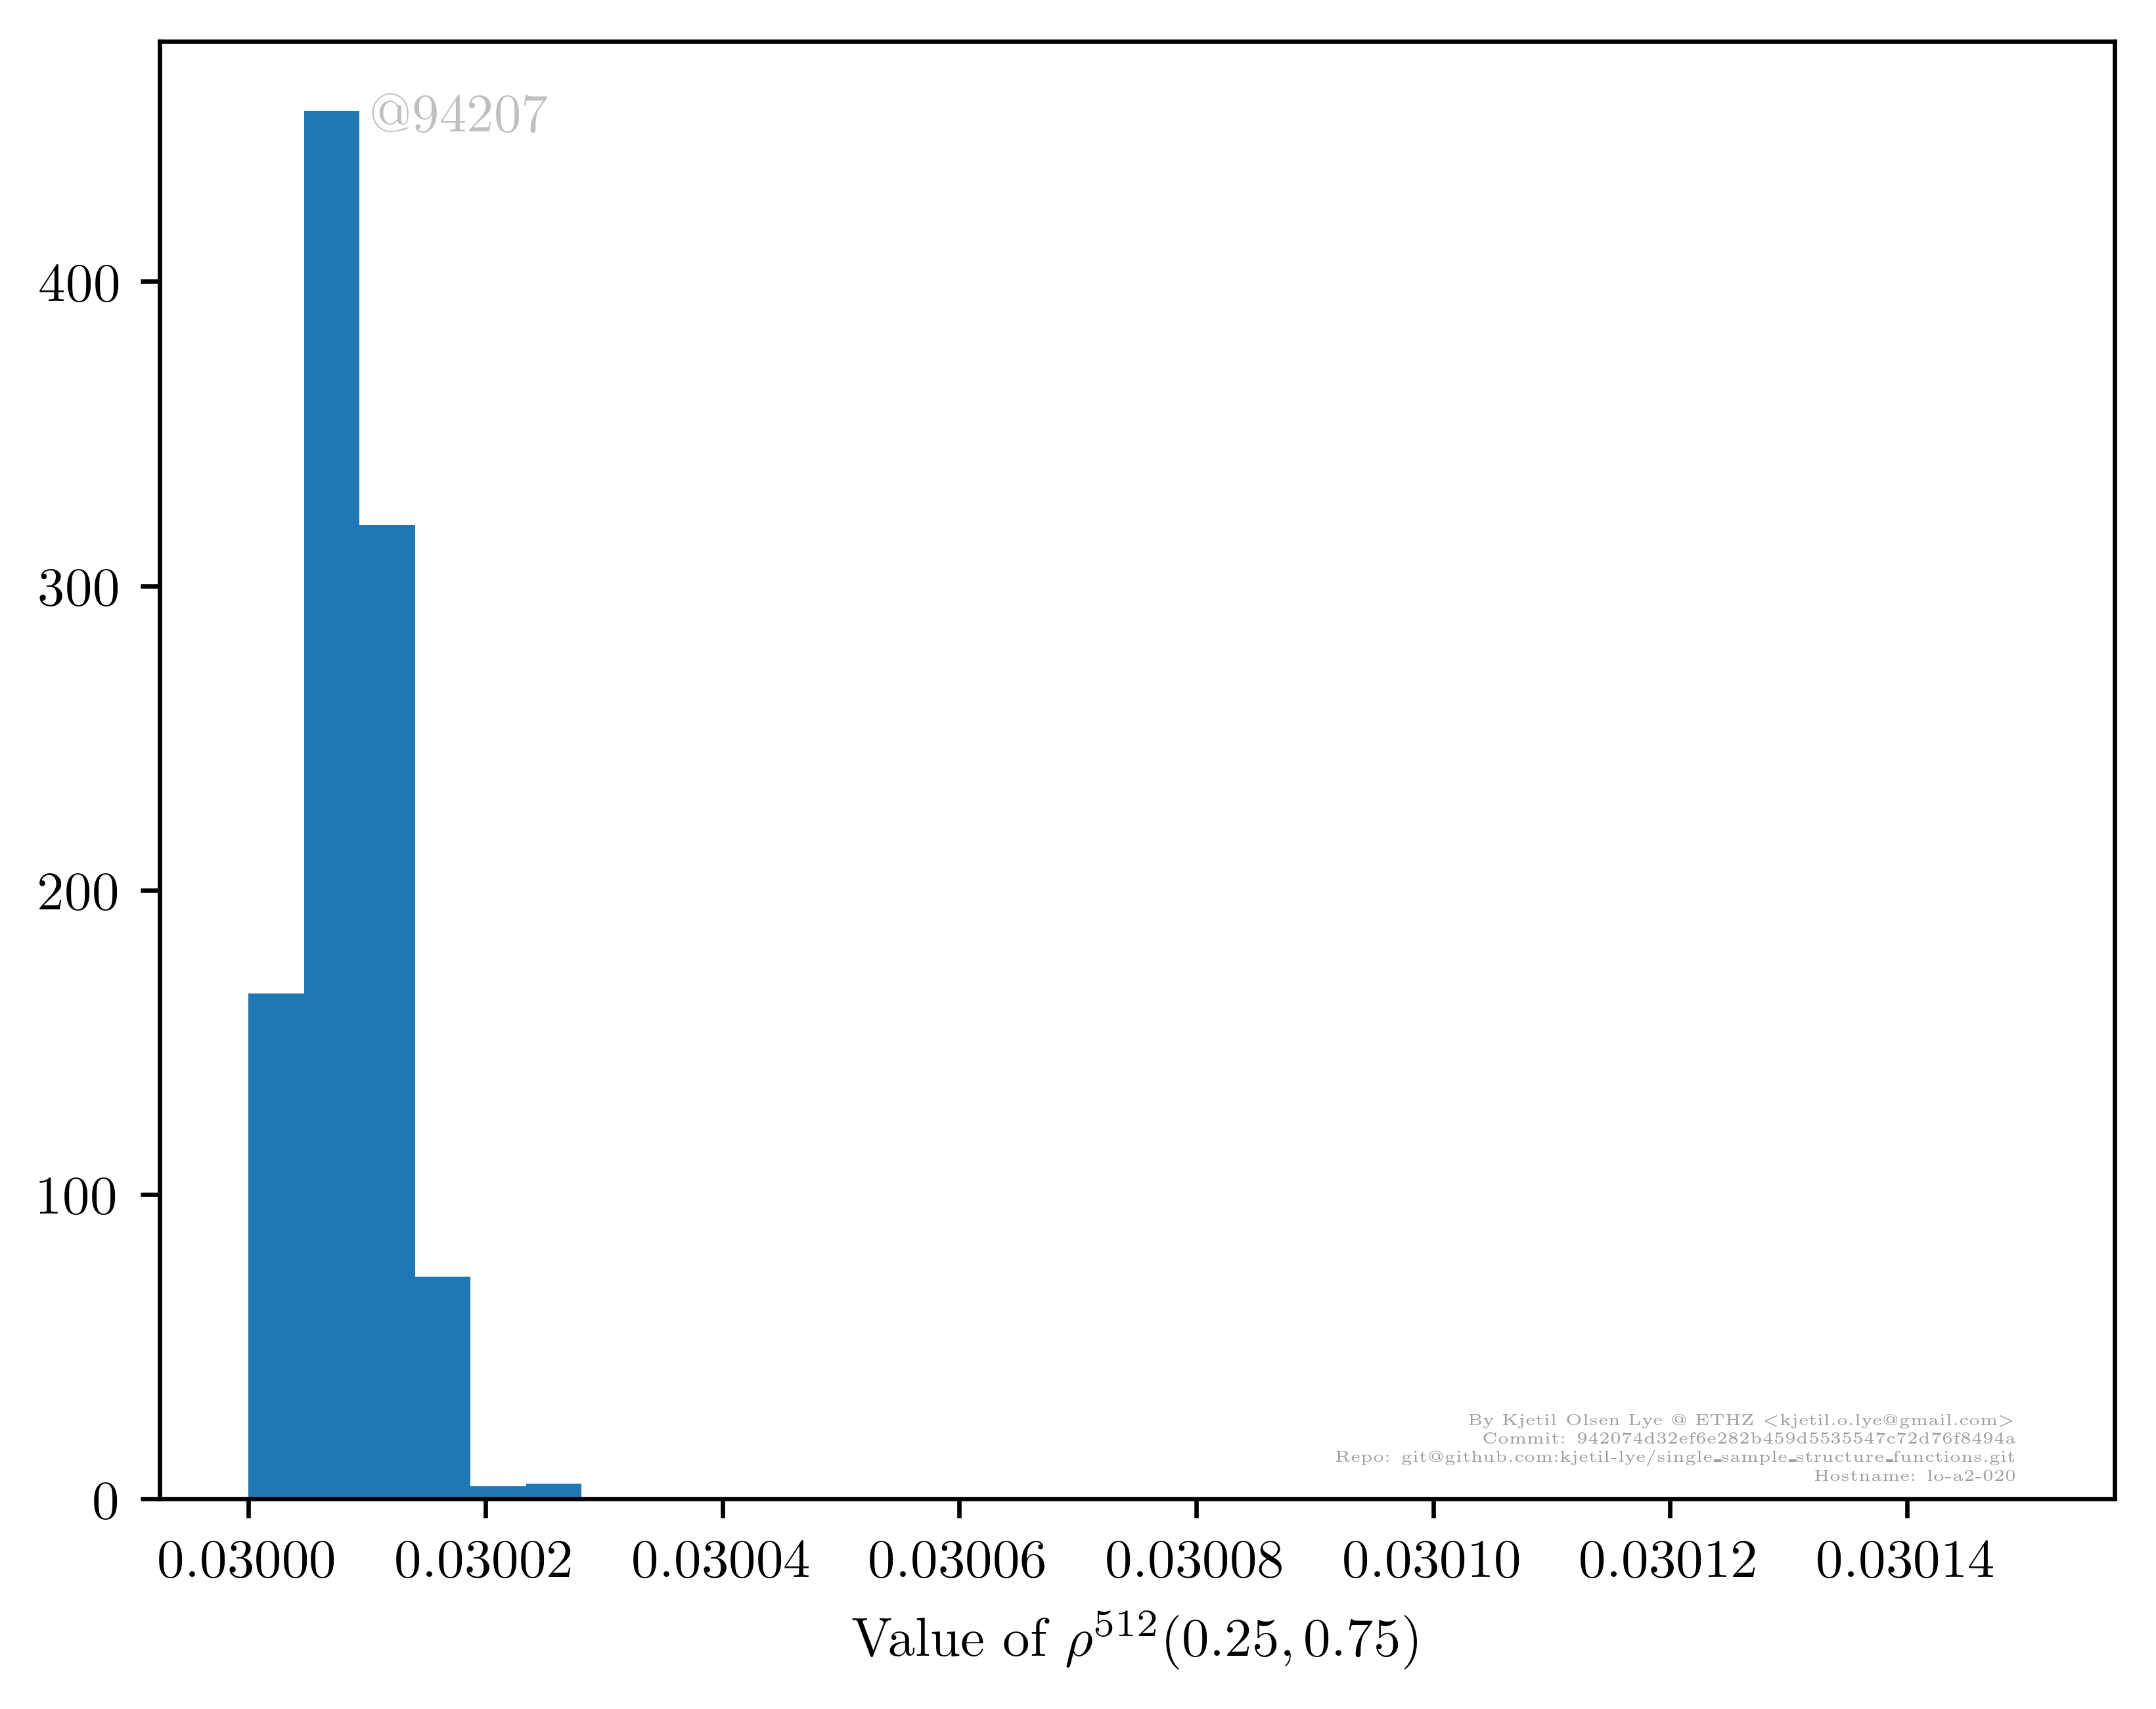 @94207
400
300
200
100
0
By Kjetil Olsen Lye @ ETHZ <kjetil.o.lye@gmail.com>
Commit: 942074d32ef6e282b459d5535547c72d76f8494a
Repo: git@github.com:kjetil-lye/single_sample_structure_functions.git
Hostname: lo-a2-020
0.03000 0.03002 0.03004 0.03006 0.03008 0.03010 0.03012 0.03014
Value of ρ⁵¹²(0.25, 0.75)